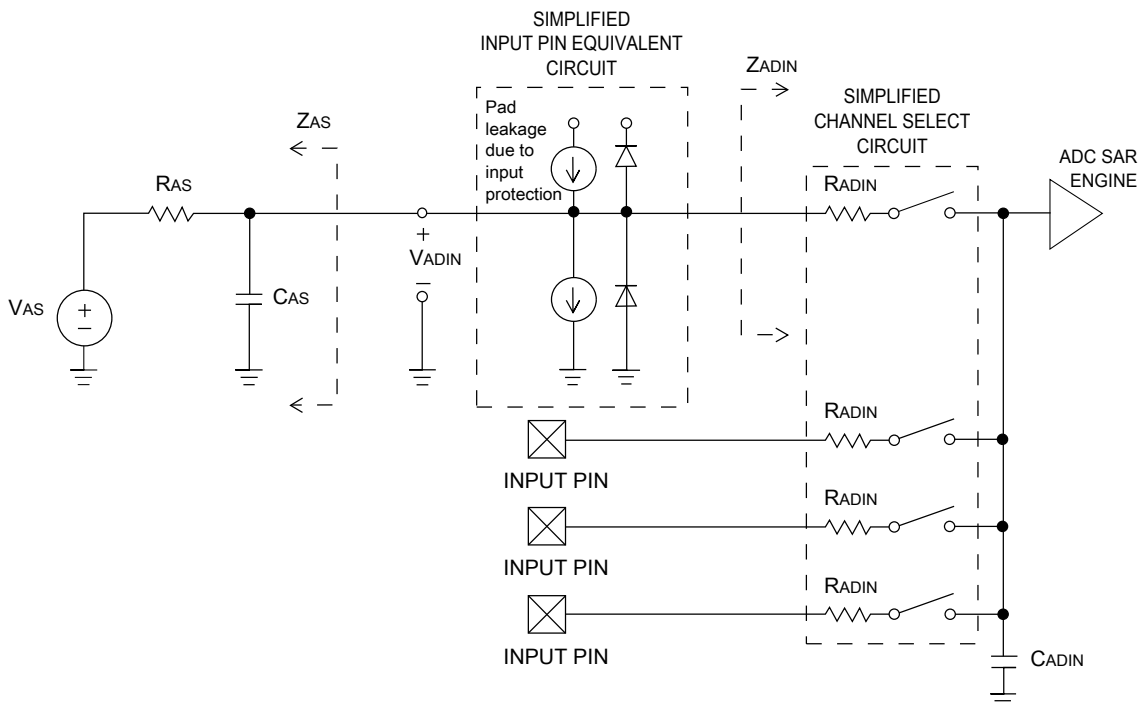 SIMPLIFIED
INPUT PIN EQUIVALENT
CIRCUIT
ZADIN
SIMPLIFIED
CHANNEL SELECT
CIRCUIT
Pad
leakage
due to
input
protection
ZAS
ADC SAR
ENGINE
RAS
RADIN
+
VADIN
–
VAS
+
–
CAS
RADIN
INPUT PIN
RADIN
INPUT PIN
RADIN
INPUT PIN
CADIN